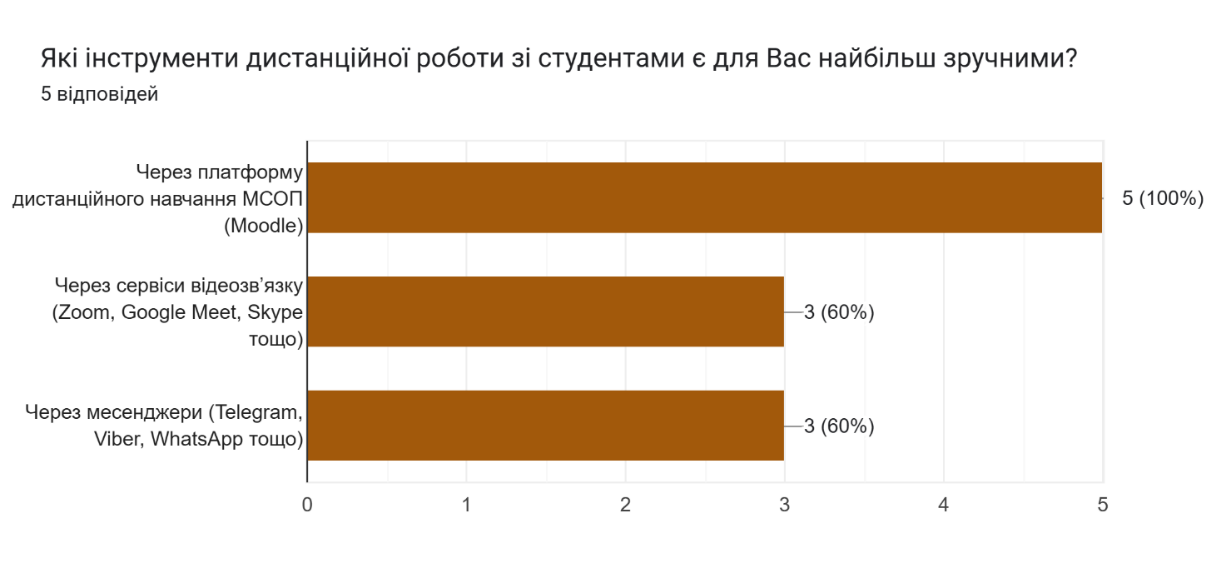 Які інструменти дистанційної роботи зі студентами є для Вас найбільш зручними?
5 відповідей
Через платформу
дистанційного навчання МСОП
(Moodle)
5 (100%)
Через сервіси відеозв’язку
(Zoom, Google Meet, Skype
тощо)
3 (60%)
Через месенджери (Telegram,
Viber, WhatsApp тощо)
3 (60%)
0 1 2 3 4 5